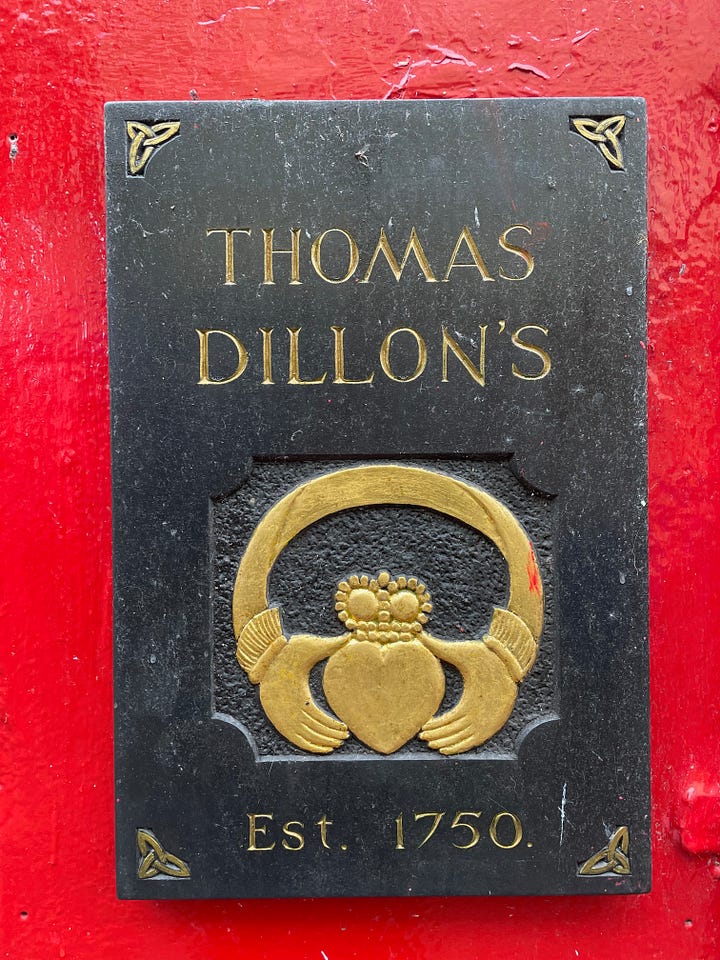 THOMAS
DILLON'S
Est. 1750.